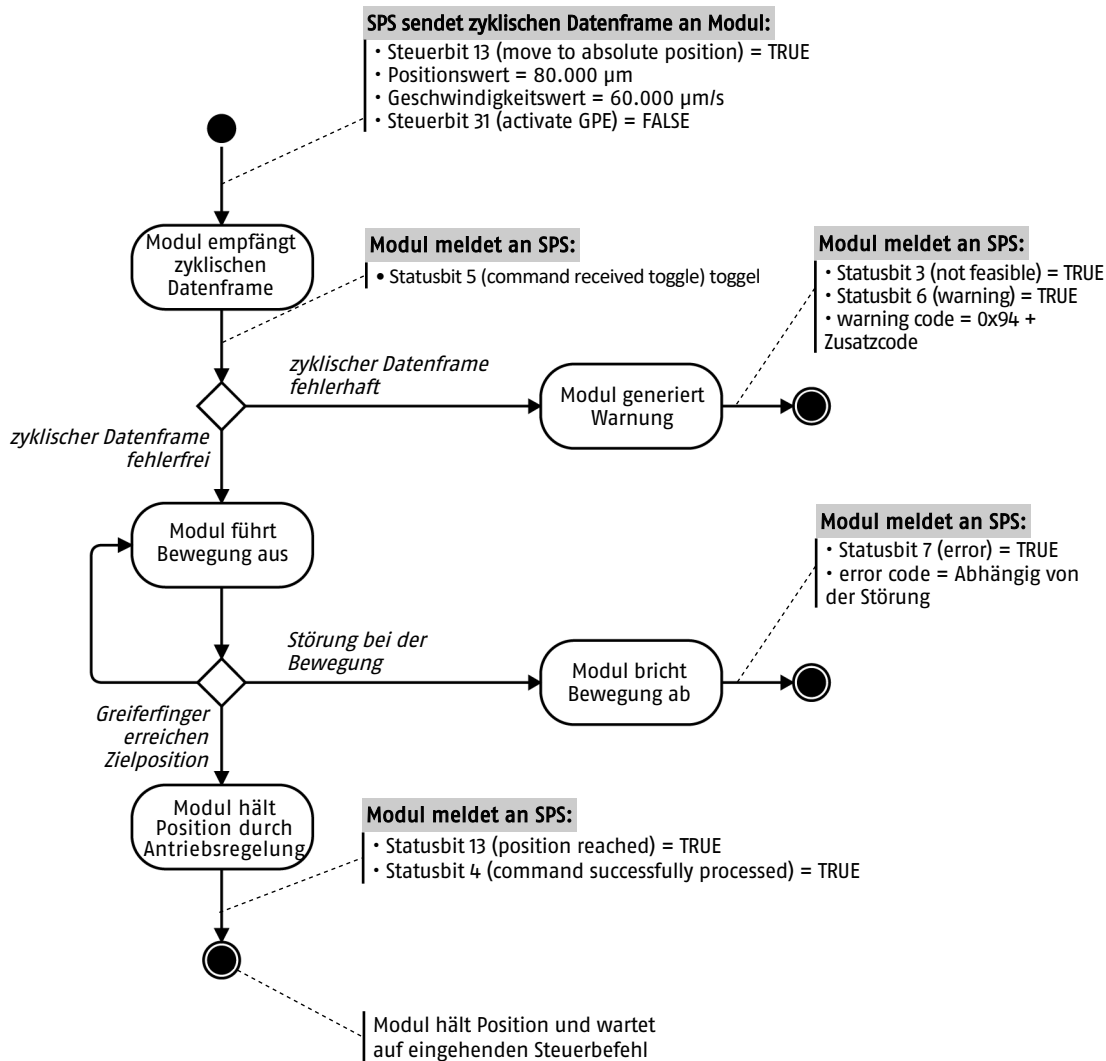 SPS sendet zyklischen Datenframe an Modul:
• Steuerbit 13 (move to absolute position) = TRUE
• Positionswert = 80.000 µm
• Geschwindigkeitswert = 60.000 µm/s
• Steuerbit 31 (activate GPE) = FALSE
Modul empfängt
zyklischen
Datenframe
Modul meldet an SPS:
• Statusbit 5 (command received toggle) toggel
Modul meldet an SPS:
• Statusbit 3 (not feasible) = TRUE
• Statusbit 6 (warning) = TRUE
• warning code = 0x94 +
Zusatzcode
zyklischer Datenframe
fehlerhaft
Modul generiert
Warnung
zyklischer Datenframe
fehlerfrei
Modul führt
Bewegung aus
Modul meldet an SPS:
• Statusbit 7 (error) = TRUE
• error code = Abhängig von
der Störung
Störung bei der
Bewegung
Modul bricht
Bewegung ab
Greiferfinger
erreichen
Zielposition
Modul hält
Position durch
Antriebsregelung
Modul meldet an SPS:
• Statusbit 13 (position reached) = TRUE
• Statusbit 4 (command successfully processed) = TRUE
Modul hält Position und wartet
auf eingehenden Steuerbefehl